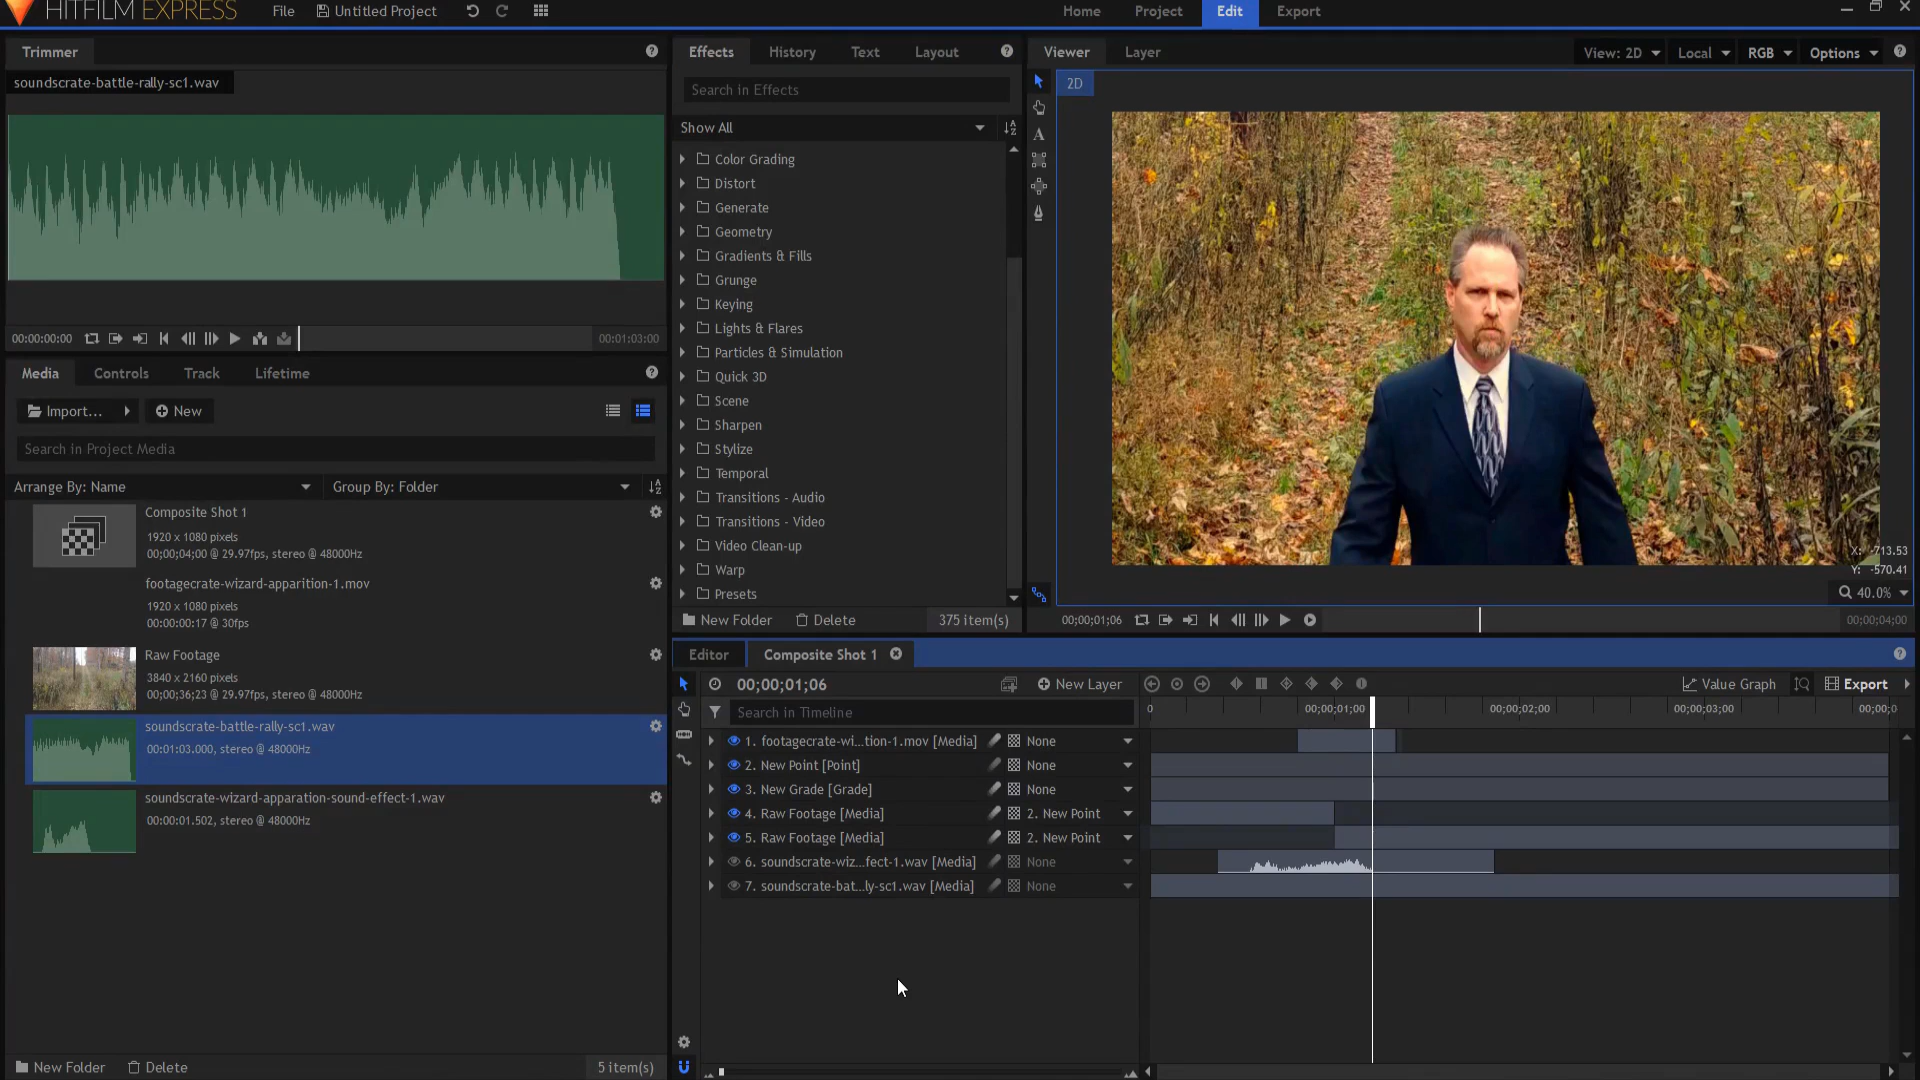 HITFILM EXPRESS
File
Untitled Project
Home
Project
Edit
Export
Trimmer
soundscrate-battle-rally-sc1.wav
00:00:00:00
00:01:03:00
Media
Controls
Track
Lifetime
Import...
New
Search in Project Media
Arrange By: Name
Group By: Folder
Composite Shot 1
1920 x 1080 pixels
00;00;04;00 @ 29.97fps, stereo @ 48000Hz
footagecrate-wizard-apparition-1.mov
1920 x 1080 pixels
00:00:00:17 @ 30fps
Raw Footage
3840 x 2160 pixels
00;00;36;23 @ 29.97fps, stereo @ 48000Hz
soundscrate-battle-rally-sc1.wav
00:01:03.000, stereo @ 48000Hz
soundscrate-wizard-apparation-sound-effect-1.wav
00:00:01.502, stereo @ 48000Hz
New Folder
Delete
5 item(s)
Effects
History
Text
Layout
Search in Effects
Show All
Color Grading
Distort
Generate
Geometry
Gradients & Fills
Grunge
Keying
Lights & Flares
Particles & Simulation
Quick 3D
Scene
Sharpen
Stylize
Temporal
Transitions - Audio
Transitions - Video
Video Clean-up
Warp
Presets
New Folder
Delete
375 item(s)
Viewer
Layer
View: 2D
Local
RGB
Options
2D
X: -713.53
Y: -570.41
40.0%
00;00;01;06
00;00;04;00
Editor
Composite Shot 1
00;00;01;06
New Layer
Value Graph
Export
Search in Timeline
0
00;00;01;00
00;00;02;00
00;00;03;00
00;00;0
1. footagecrate-wi...tion-1.mov [Media] None
2. New Point [Point] None
3. New Grade [Grade] None
4. Raw Footage [Media] 2. New Point
5. Raw Footage [Media] 2. New Point
6. soundscrate-wiz...fect-1.wav [Media] None
7. soundscrate-bat...ly-sc1.wav [Media] None